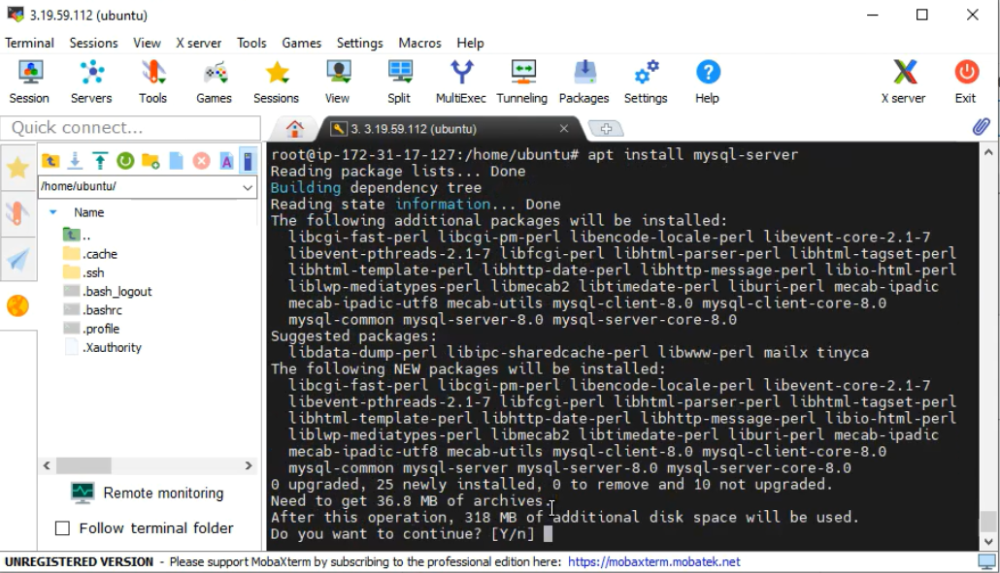 3.19.59.112 (ubuntu)
Terminal Sessions View X server Tools Games Settings Macros Help
Session Servers Tools Games Sessions View Split MultiExec Tunneling Packages Settings Help X server Exit
Quick connect...
3. 3.19.59.112 (ubuntu)
/home/ubuntu/
Name
..
.cache
.ssh
.bash_logout
.bashrc
.profile
.Xauthority
Remote monitoring
Follow terminal folder
root@ip-172-31-17-127:/home/ubuntu# apt install mysql-server
Reading package lists... Done
Building dependency tree
Reading state information... Done
The following additional packages will be installed:
libcgi-fast-perl libcgi-pm-perl libencode-locale-perl libevent-core-2.1-7
libevent-pthreads-2.1-7 libfcgi-perl libhtml-parser-perl libhtml-tagset-perl
libhtml-template-perl libhttp-date-perl libhttp-message-perl libio-html-perl
liblwp-mediatypes-perl libmecab2 libtimedate-perl liburi-perl mecab-ipadic
mecab-ipadic-utf8 mecab-utils mysql-client-8.0 mysql-client-core-8.0
mysql-common mysql-server-8.0 mysql-server-core-8.0
Suggested packages:
libdata-dump-perl libipc-sharedcache-perl libwww-perl mailx tinyca
The following NEW packages will be installed:
libcgi-fast-perl libcgi-pm-perl libencode-locale-perl libevent-core-2.1-7
libevent-pthreads-2.1-7 libfcgi-perl libhtml-parser-perl libhtml-tagset-perl
libhtml-template-perl libhttp-date-perl libhttp-message-perl libio-html-perl
liblwp-mediatypes-perl libmecab2 libtimedate-perl liburi-perl mecab-ipadic
mecab-ipadic-utf8 mecab-utils mysql-client-8.0 mysql-client-core-8.0
mysql-common mysql-server mysql-server-8.0 mysql-server-core-8.0
0 upgraded, 25 newly installed, 0 to remove and 10 not upgraded.
Need to get 36.8 MB of archives.
After this operation, 318 MB of additional disk space will be used.
Do you want to continue? [Y/n]
UNREGISTERED VERSION - Please support MobaXterm by subscribing to the professional edition here: https://mobaxterm.mobatek.net